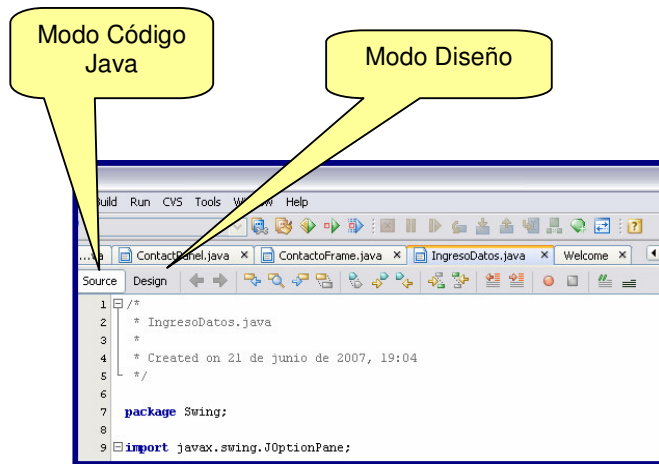 Modo Código
Java
Modo Diseño
Build Run CVS Tools Window Help
...va ContactPanel.java x ContactoFrame.java x IngresoDatos.java x Welcome x
Source Design
1 /*
2 * IngresoDatos.java
3 *
4 * Created on 21 de junio de 2007, 19:04
5 */
6
7 package Swing;
8
9 import javax.swing.JOptionPane;